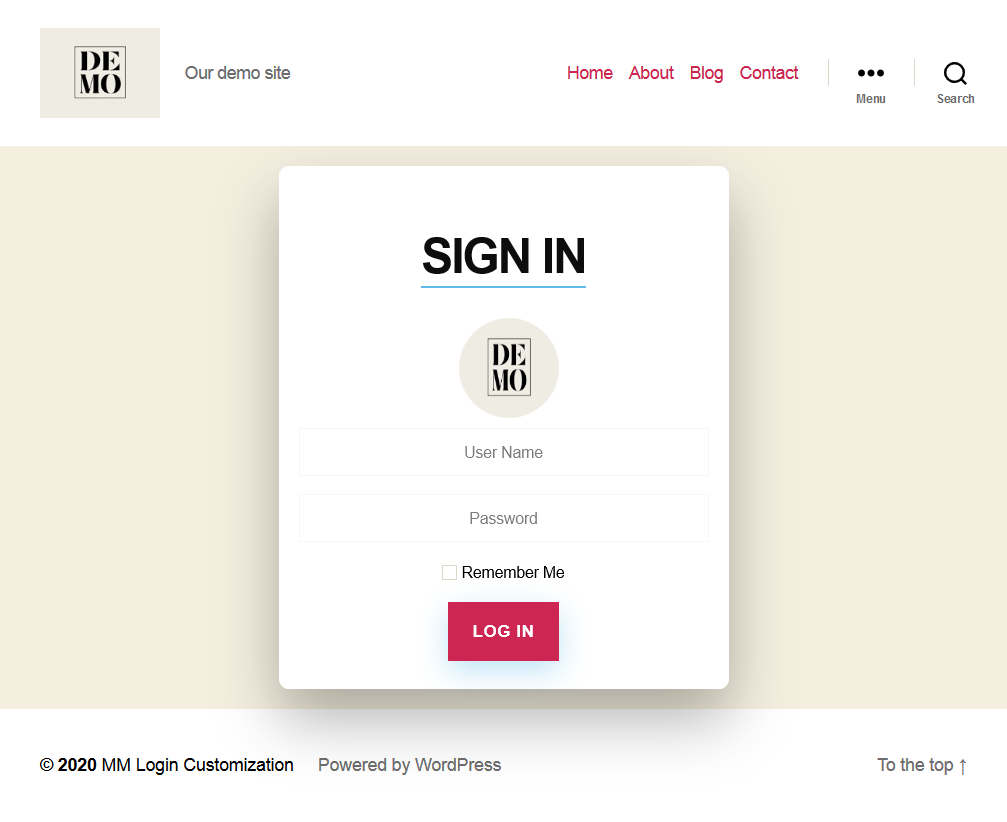 DE
MO
Our demo site
Home About Blog Contact
Menu
Search
SIGN IN
DE
MO
User Name
Password
Remember Me
LOG IN
© 2020 MM Login Customization Powered by WordPress To the top ↑